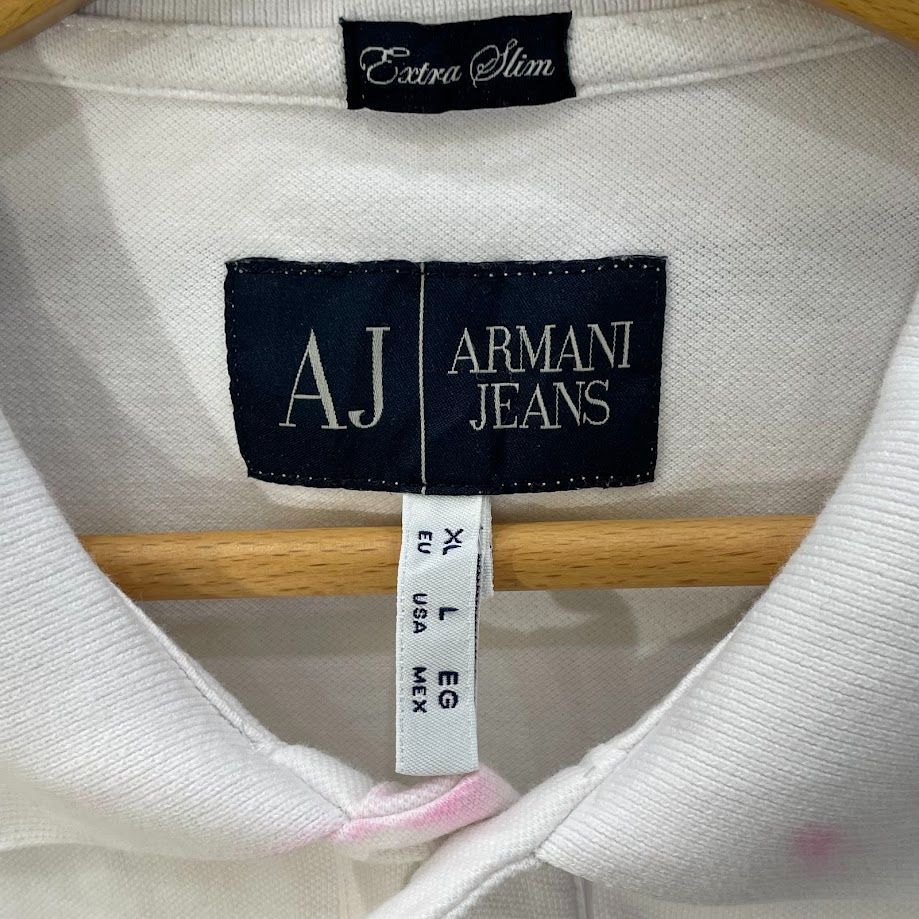 Extra Slim
AJ
ARMANI
JEANS
XL EU
L USA
EG MEX